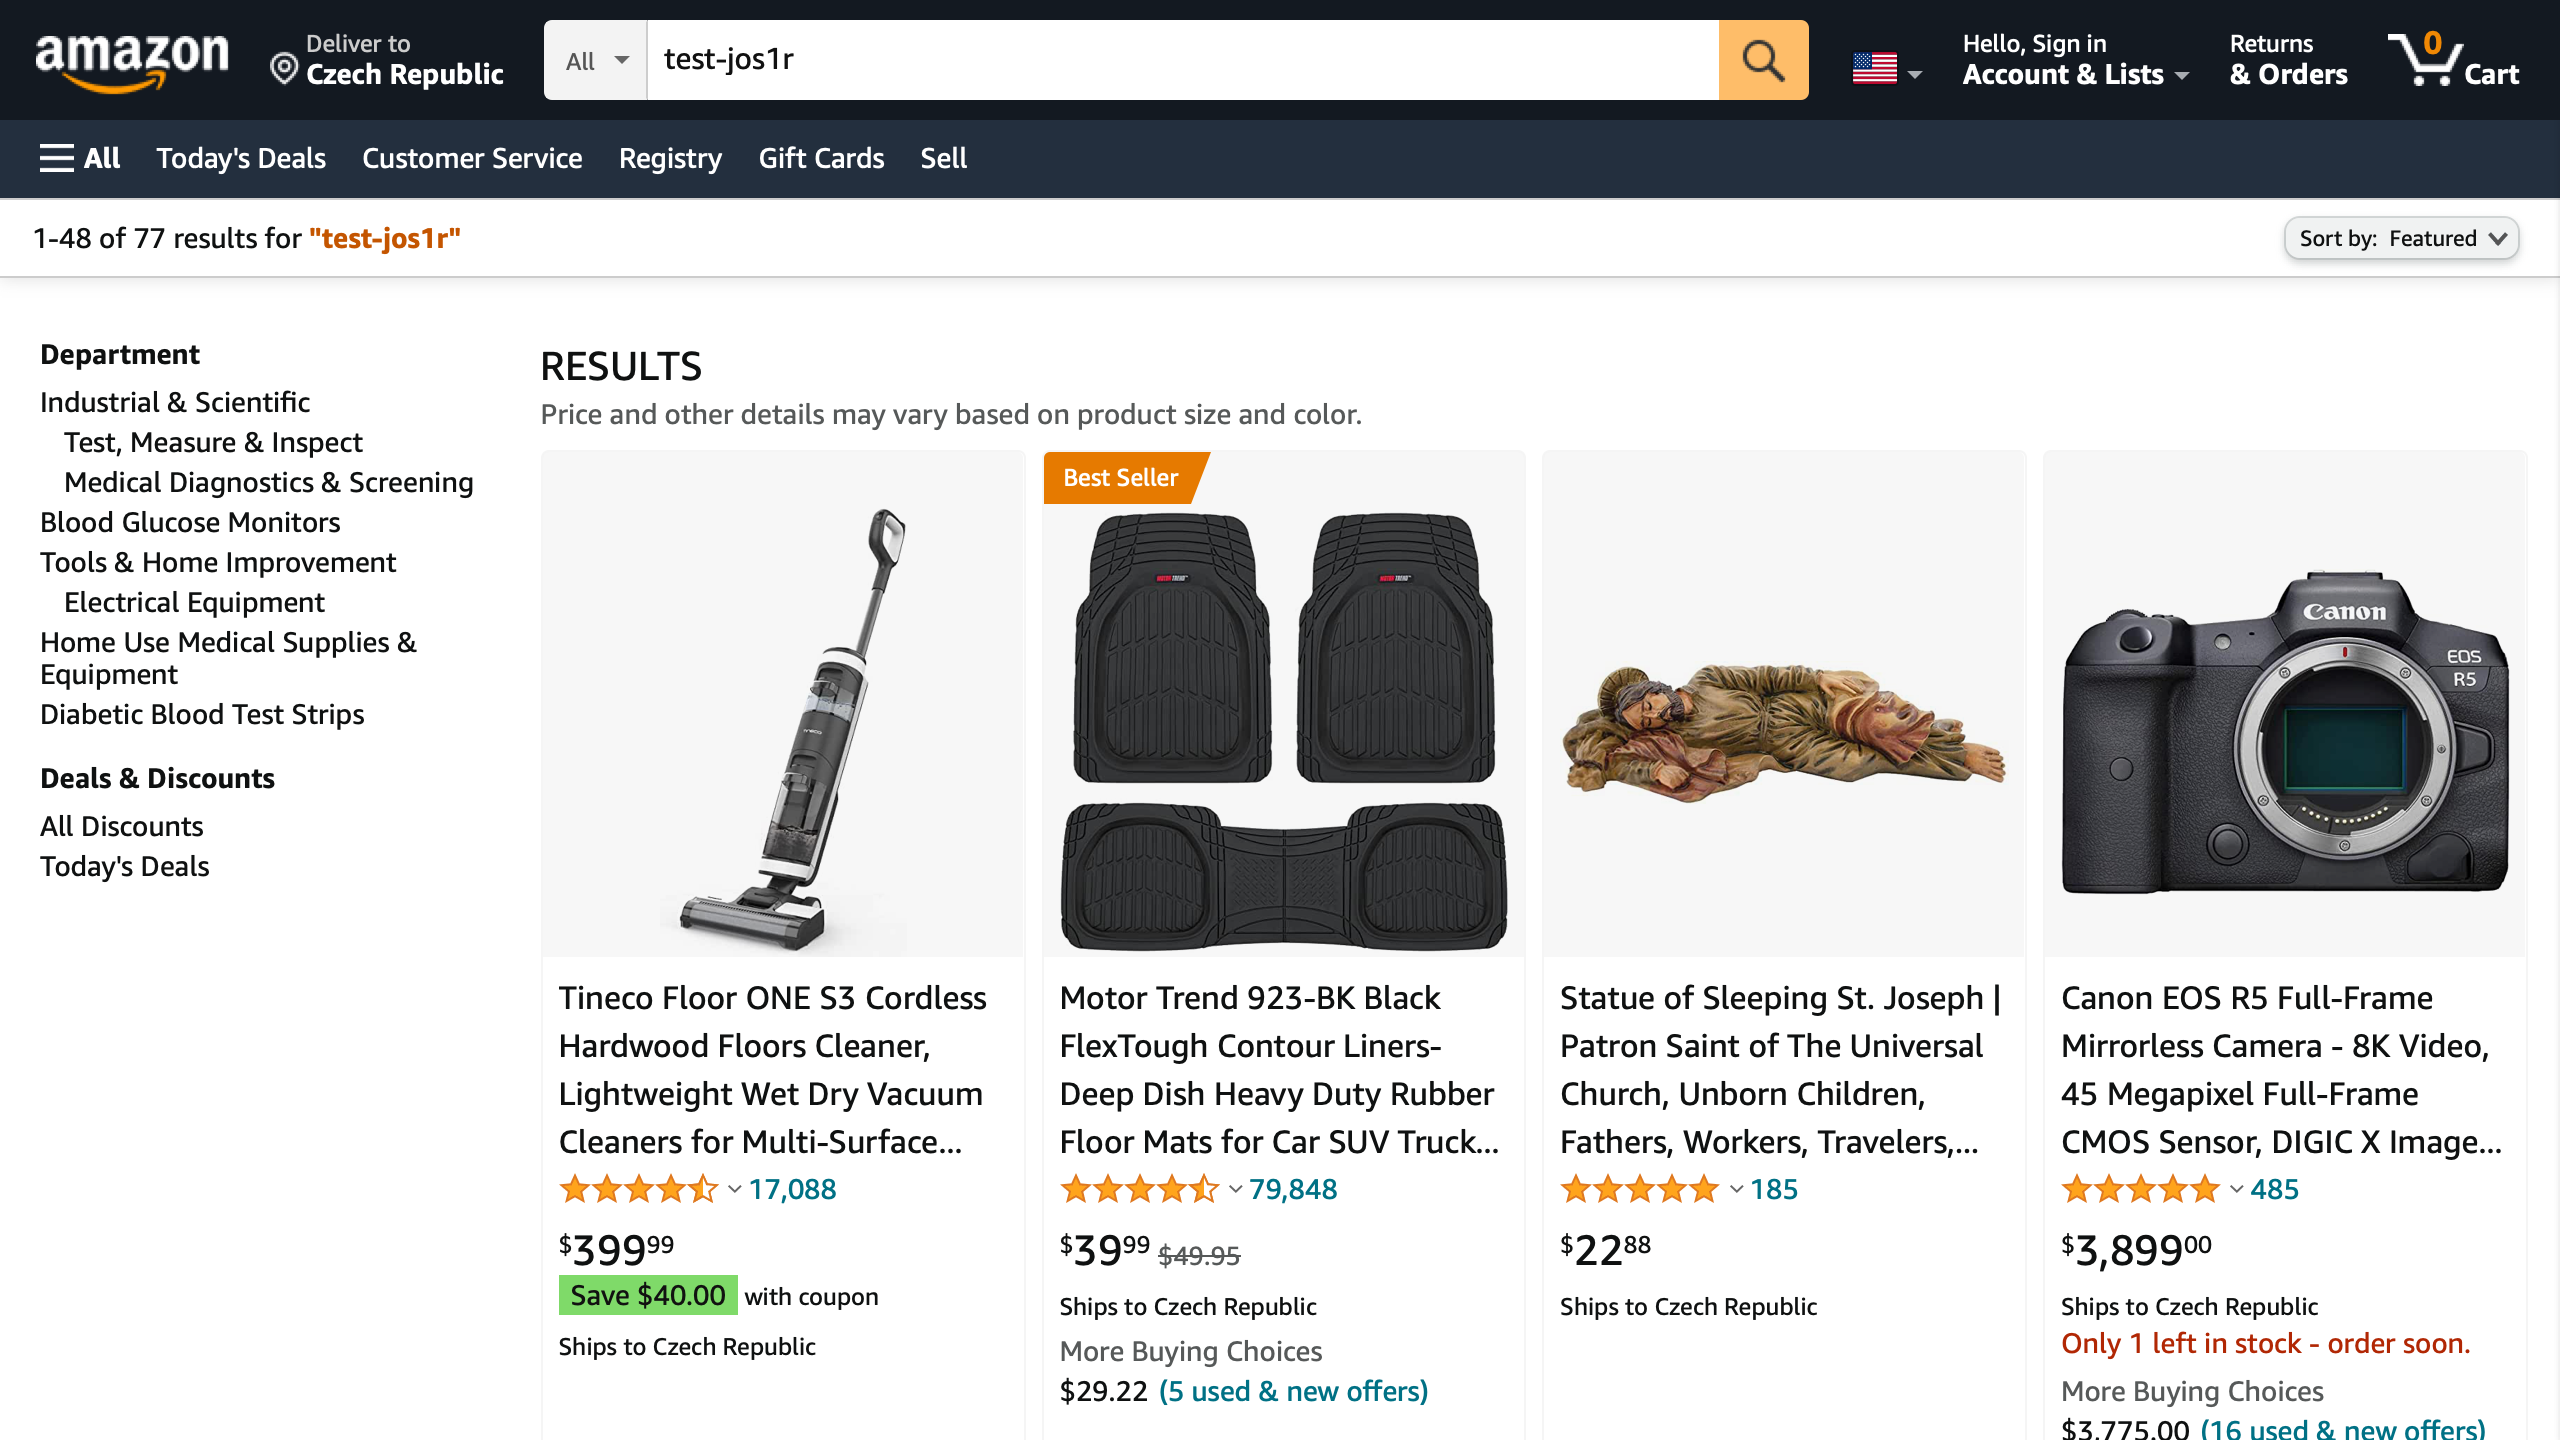 amazon
Deliver to
Czech Republic
All
test-jos1r
Hello, Sign in
Account & Lists
Returns
& Orders
0
Cart
All
Today's Deals
Customer Service
Registry
Gift Cards
Sell
1-48 of 77 results for "test-jos1r"
Sort by: Featured
Department
Industrial & Scientific
Test, Measure & Inspect
Medical Diagnostics & Screening
Blood Glucose Monitors
Tools & Home Improvement
Electrical Equipment
Home Use Medical Supplies &
Equipment
Diabetic Blood Test Strips
Deals & Discounts
All Discounts
Today's Deals
RESULTS
Price and other details may vary based on product size and color.
Tineco
Tineco Floor ONE S3 Cordless
Hardwood Floors Cleaner,
Lightweight Wet Dry Vacuum
Cleaners for Multi-Surface...
17,088
$399.99
Save $40.00 with coupon
Ships to Czech Republic
Best Seller
MOTOR TREND
MOTOR TREND
Motor Trend 923-BK Black
FlexTough Contour Liners-
Deep Dish Heavy Duty Rubber
Floor Mats for Car SUV Truck...
79,848
$39.99 $49.95
Ships to Czech Republic
More Buying Choices
$29.22 (5 used & new offers)
Statue of Sleeping St. Joseph |
Patron Saint of The Universal
Church, Unborn Children,
Fathers, Workers, Travelers,...
185
$22.88
Ships to Czech Republic
Canon
EOS
R5
Canon EOS R5 Full-Frame
Mirrorless Camera - 8K Video,
45 Megapixel Full-Frame
CMOS Sensor, DIGIC X Image...
485
$3,899.00
Ships to Czech Republic
Only 1 left in stock - order soon.
More Buying Choices
$3,775.00 (16 used & new offers)